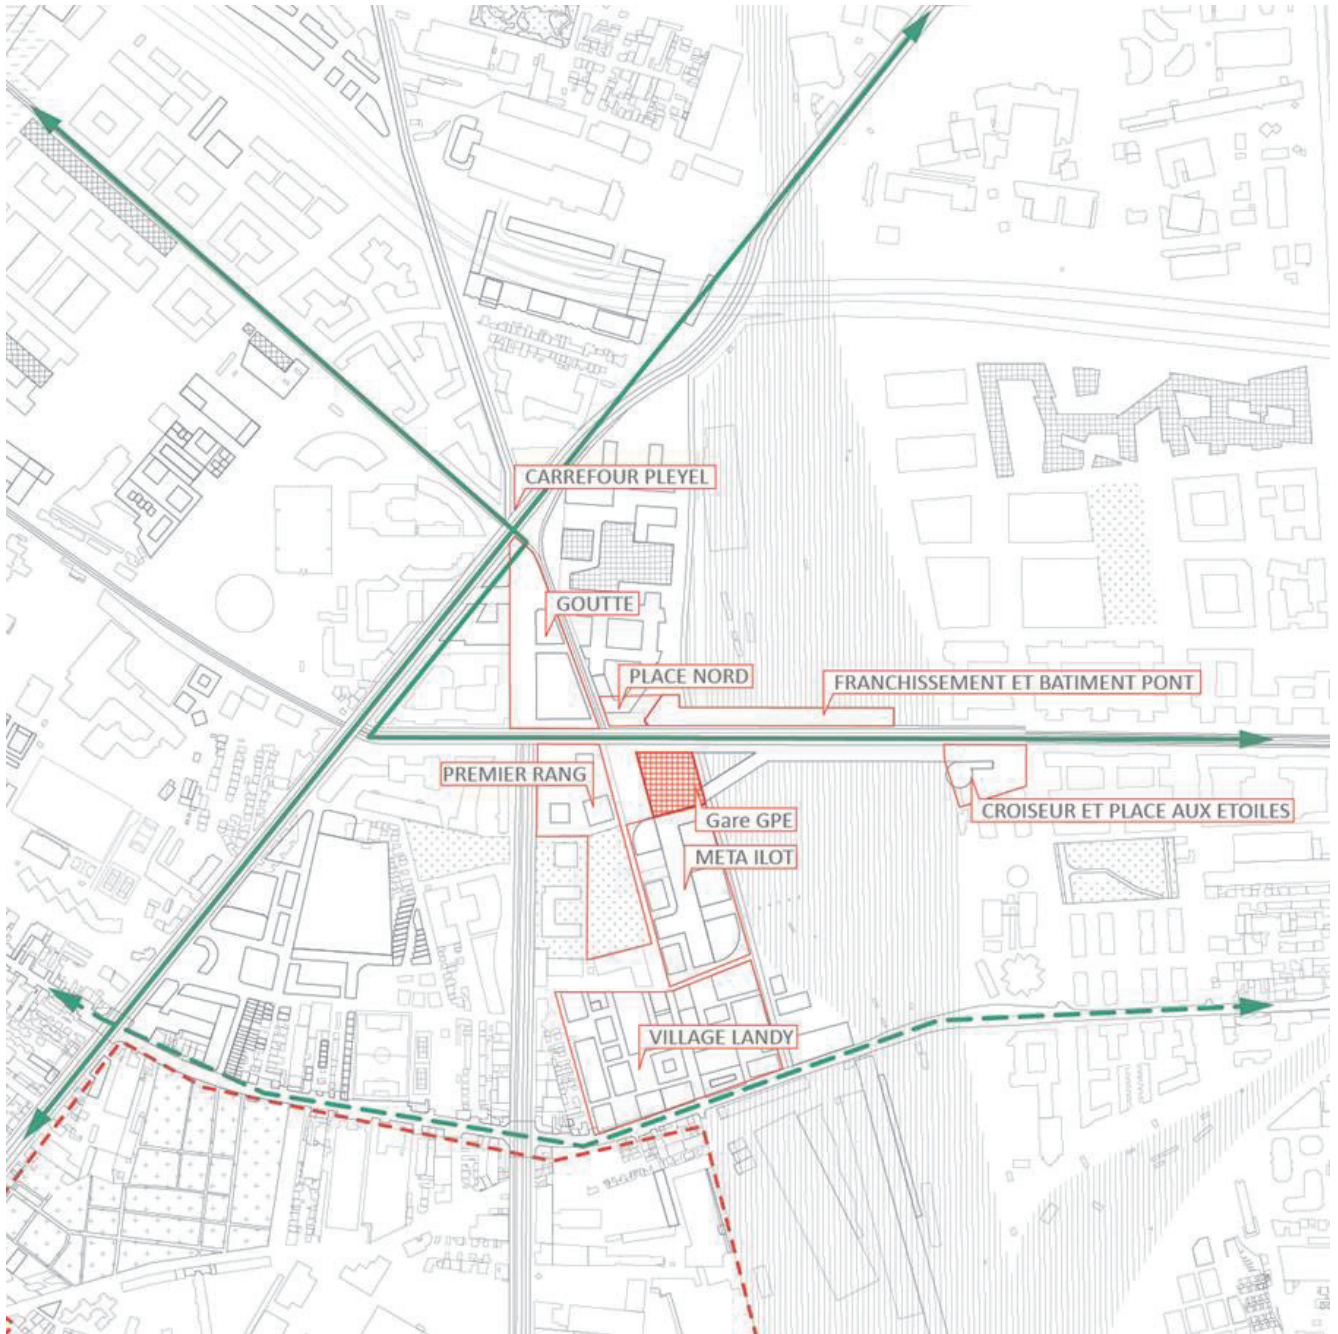 CARREFOUR PLEYEL
GOUTTE
PLACE NORD
FRANCHISSEMENT ET BATIMENT PONT
PREMIER RANG
CROISEUR ET PLACE AUX ETOILES
Gare GPE
META ILOT
VILLAGE LANDY